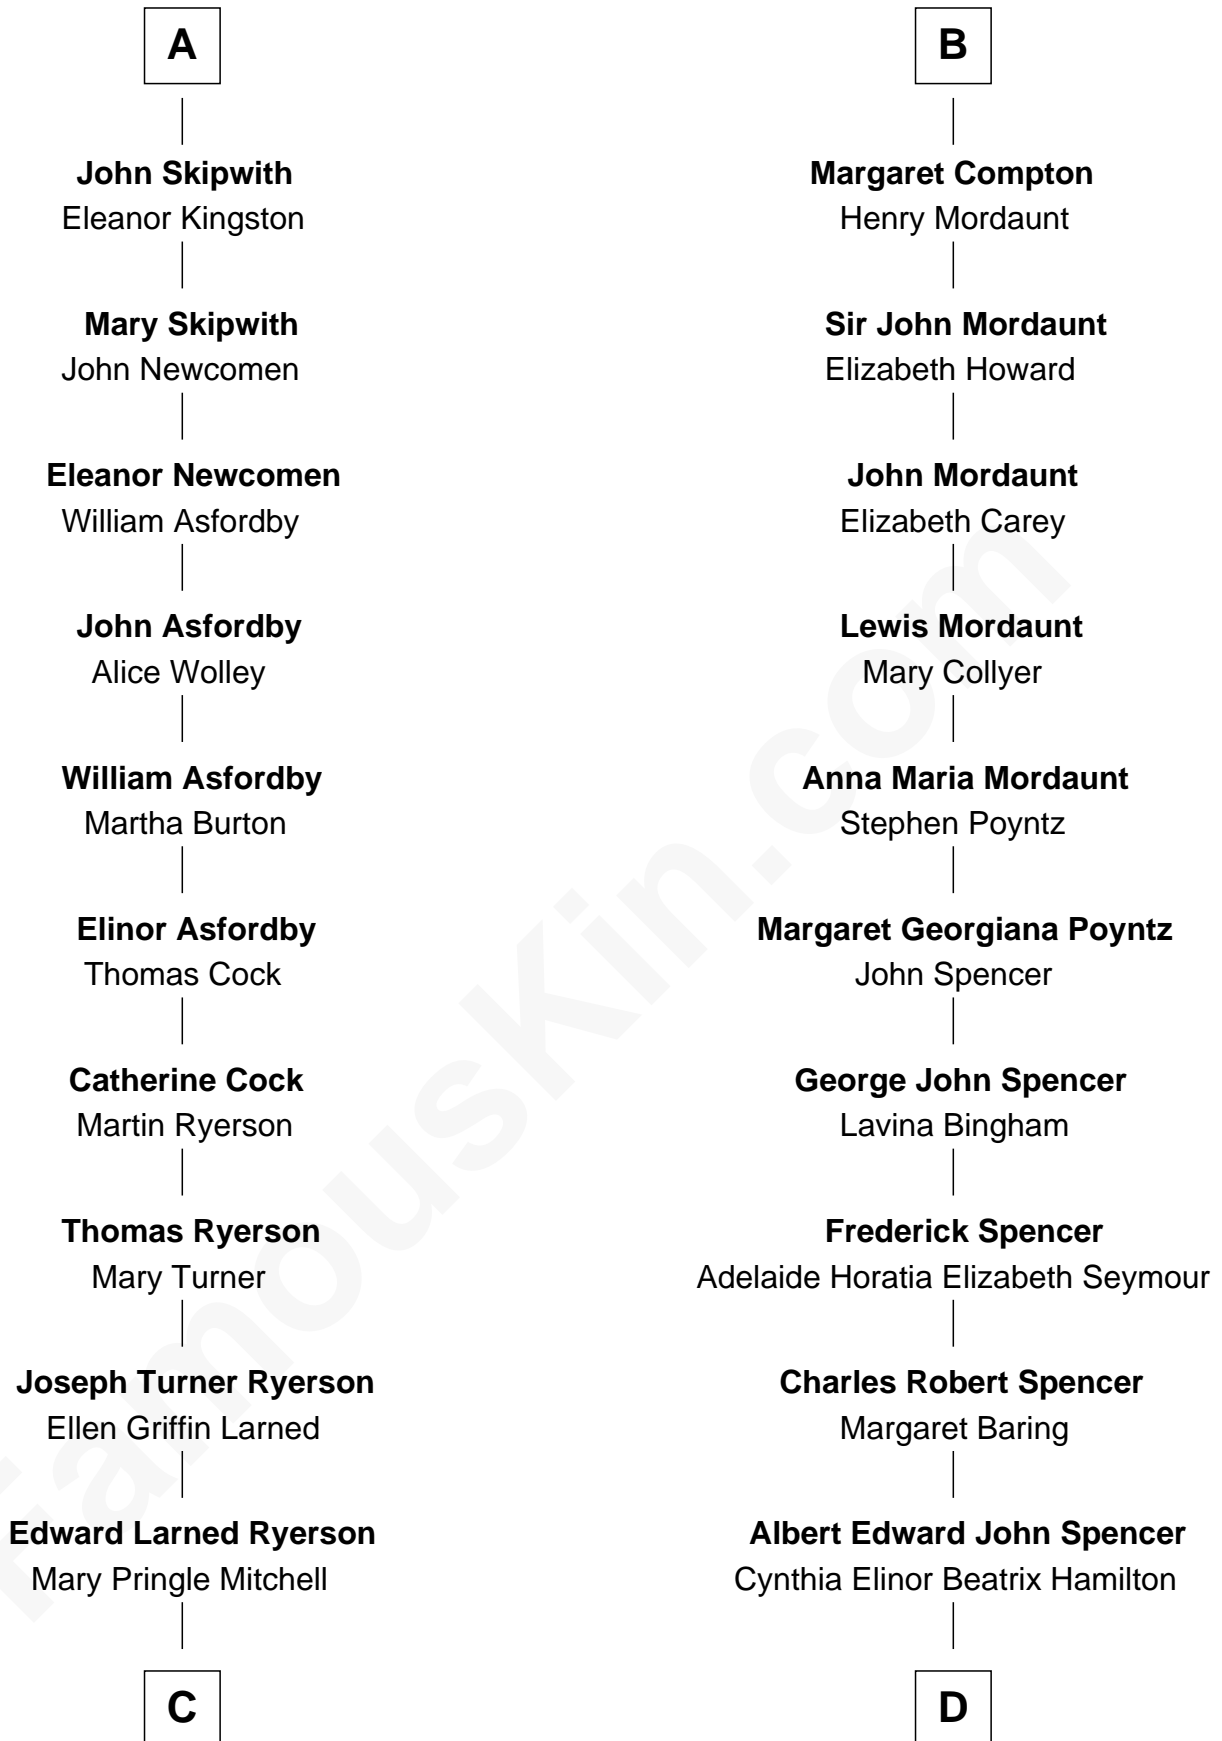 A
John Skipwith
Eleanor Kingston
Mary Skipwith
John Newcomen
Eleanor Newcomen
William Asfordby
John Asfordby
Alice Wolley
William Asfordby
Martha Burton
Elinor Asfordby
Thomas Cock
Catherine Cock
Martin Ryerson
Thomas Ryerson
Mary Turner
Joseph Turner Ryerson
Ellen Griffin Larned
Edward Larned Ryerson
Mary Pringle Mitchell
C
B
Margaret Compton
Henry Mordaunt
Sir John Mordaunt
Elizabeth Howard
John Mordaunt
Elizabeth Carey
Lewis Mordaunt
Mary Collyer
Anna Maria Mordaunt
Stephen Poyntz
Margaret Georgiana Poyntz
John Spencer
George John Spencer
Lavina Bingham
Frederick Spencer
Adelaide Horatia Elizabeth Seymour
Charles Robert Spencer
Margaret Baring
Albert Edward John Spencer
Cynthia Elinor Beatrix Hamilton
D
FamousKin.com